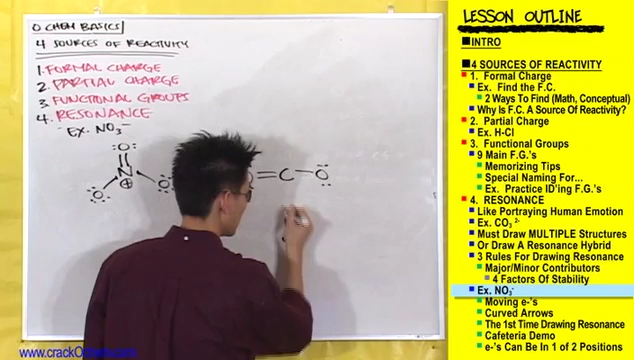 O CHEM BASICS/
4 SOURCES OF REACTIVITY
1. FORMAL CHARGE
2. PARTIAL CHARGE
3. FUNCTIONAL GROUPS
4. RESONANCE
EX. NO3-
O
N
⊕
O
O
=C-O
www.crackOchem.com
LESSON OUTLINE
INTRO
4 SOURCES OF REACTIVITY
1. Formal Charge
Ex. Find the F.C.
2 Ways To Find (Math, Conceptual)
Why Is F.C. A Source Of Reactivity?
2. Partial Charge
Ex. H-Cl
3. Functional Groups
9 Main F.G.'s
Memorizing Tips
Special Naming For...
Ex. Practice ID'ing F.G.'s
4. RESONANCE
Like Portraying Human Emotion
Ex. CO3 2-
Must Draw MULTIPLE Structures
Or Draw A Resonance Hybrid
3 Rules For Drawing Resonance
Major/Minor Contributors
4 Factors Of Stability
Ex. NO3-
Moving e-'s
Curved Arrows
The 1st Time Drawing Resonance
Cafeteria Demo
e-'s Can Be In 1 of 2 Positions